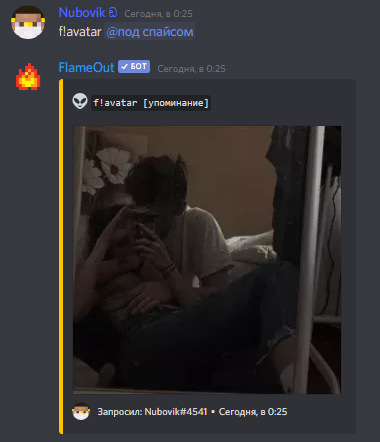 Nubovik Сегодня, в 0:25
f!avatar @под спайсом
FlameOut БОТ Сегодня, в 0:25
f!avatar [упоминание]
Запросил: Nubovik#4541 • Сегодня, в 0:25